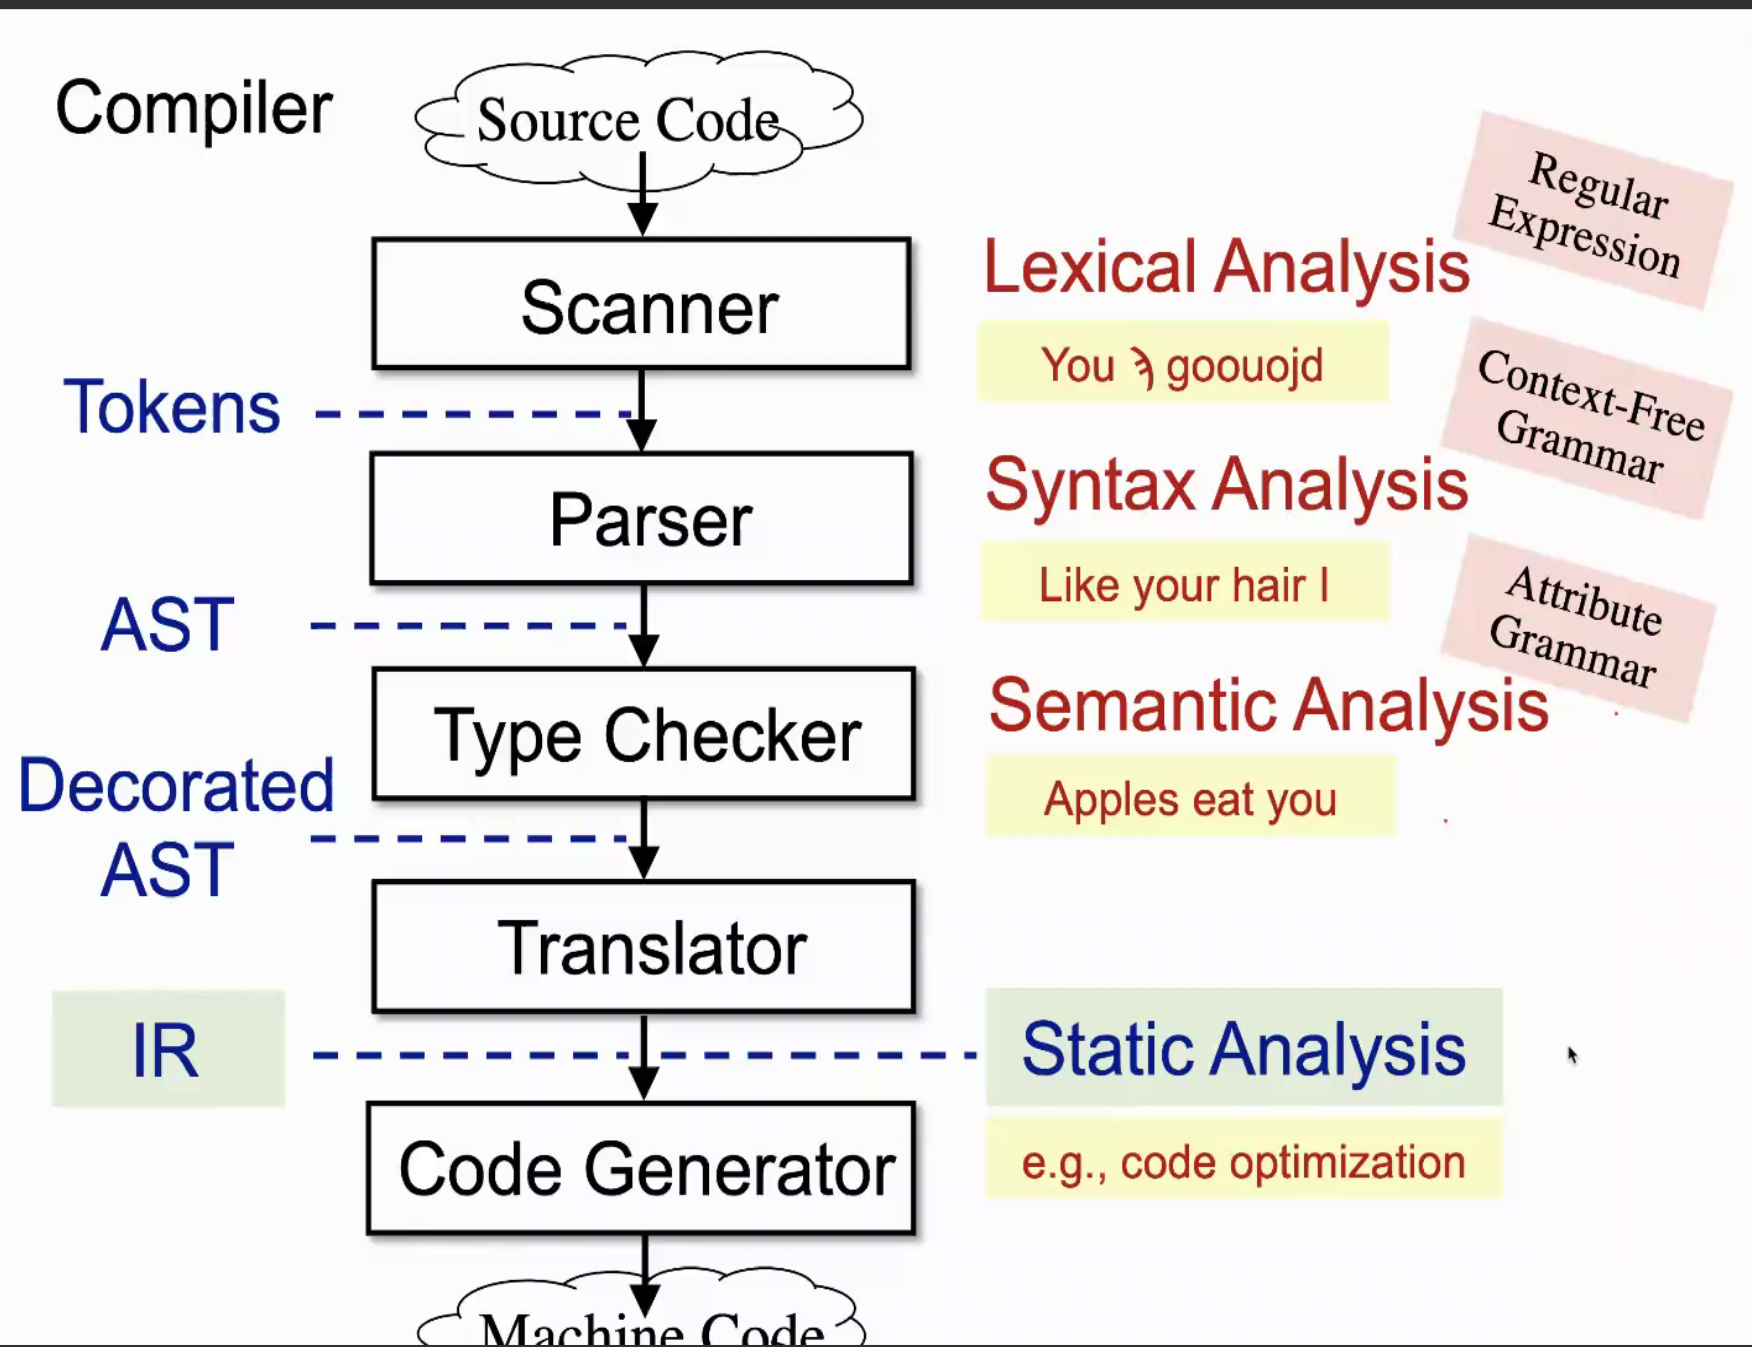 Compiler
Source Code
Regular
Expression
Scanner
Lexical Analysis
You goouojd
Tokens
Context-Free
Grammar
Parser
Syntax Analysis
Like your hair I
AST
Attribute
Grammar
Type Checker
Semantic Analysis
Apples eat you
Decorated
AST
Translator
IR
Static Analysis
Code Generator
e.g., code optimization
Machine Code